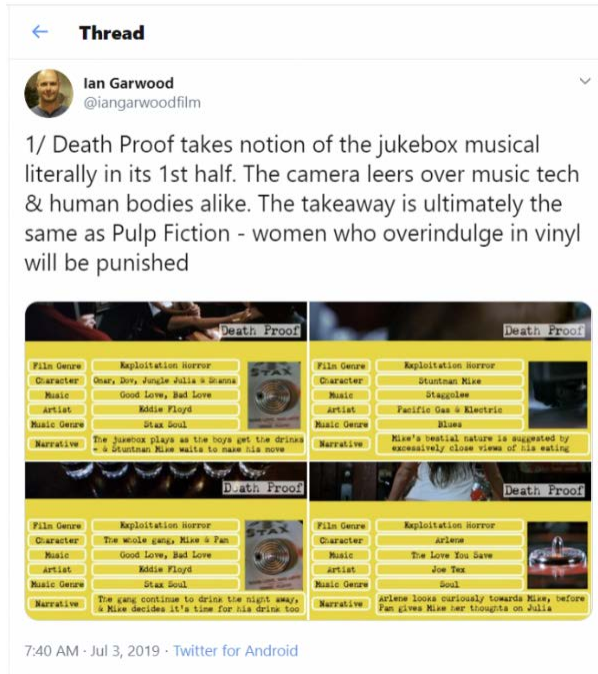 Thread
Ian Garwood
@iangarwoodfilm
1/ Death Proof takes notion of the jukebox musical
literally in its 1st half. The camera leers over music tech
& human bodies alike. The takeaway is ultimately the
same as Pulp Fiction - women who overindulge in vinyl
will be punished
Death Proof
Film Genre Exploitation Horror
Character Omar, Dov, Jungle Julia & Shanna
Music Good Love, Bad Love
Artist Eddie Floyd
Music Genre Stax Soul
Narrative The jukebox plays as the boys get the drinks
- & Stuntman Mike waits to make his move
STAX
Death Proof
Film Genre Exploitation Horror
Character Stuntman Mike
Music Staggolee
Artist Pacific Gas & Electric
Music Genre Blues
Narrative Mike's bestial nature is suggested by
excessively close views of his eating
Death Proof
Film Genre Exploitation Horror
Character The whole gang, Mike & Pam
Music Good Love, Bad Love
Artist Eddie Floyd
Music Genre Stax Soul
Narrative The gang continue to drink the night away,
& Mike decides it's time for his drink too
STAX
Death Proof
Film Genre Exploitation Horror
Character Arlene
Music The Love You Save
Artist Joe Tex
Music Genre Soul
Narrative Arlene looks curiously towards Mike, before
Pam gives Mike her thoughts on Julia
7:40 AM · Jul 3, 2019 · Twitter for Android